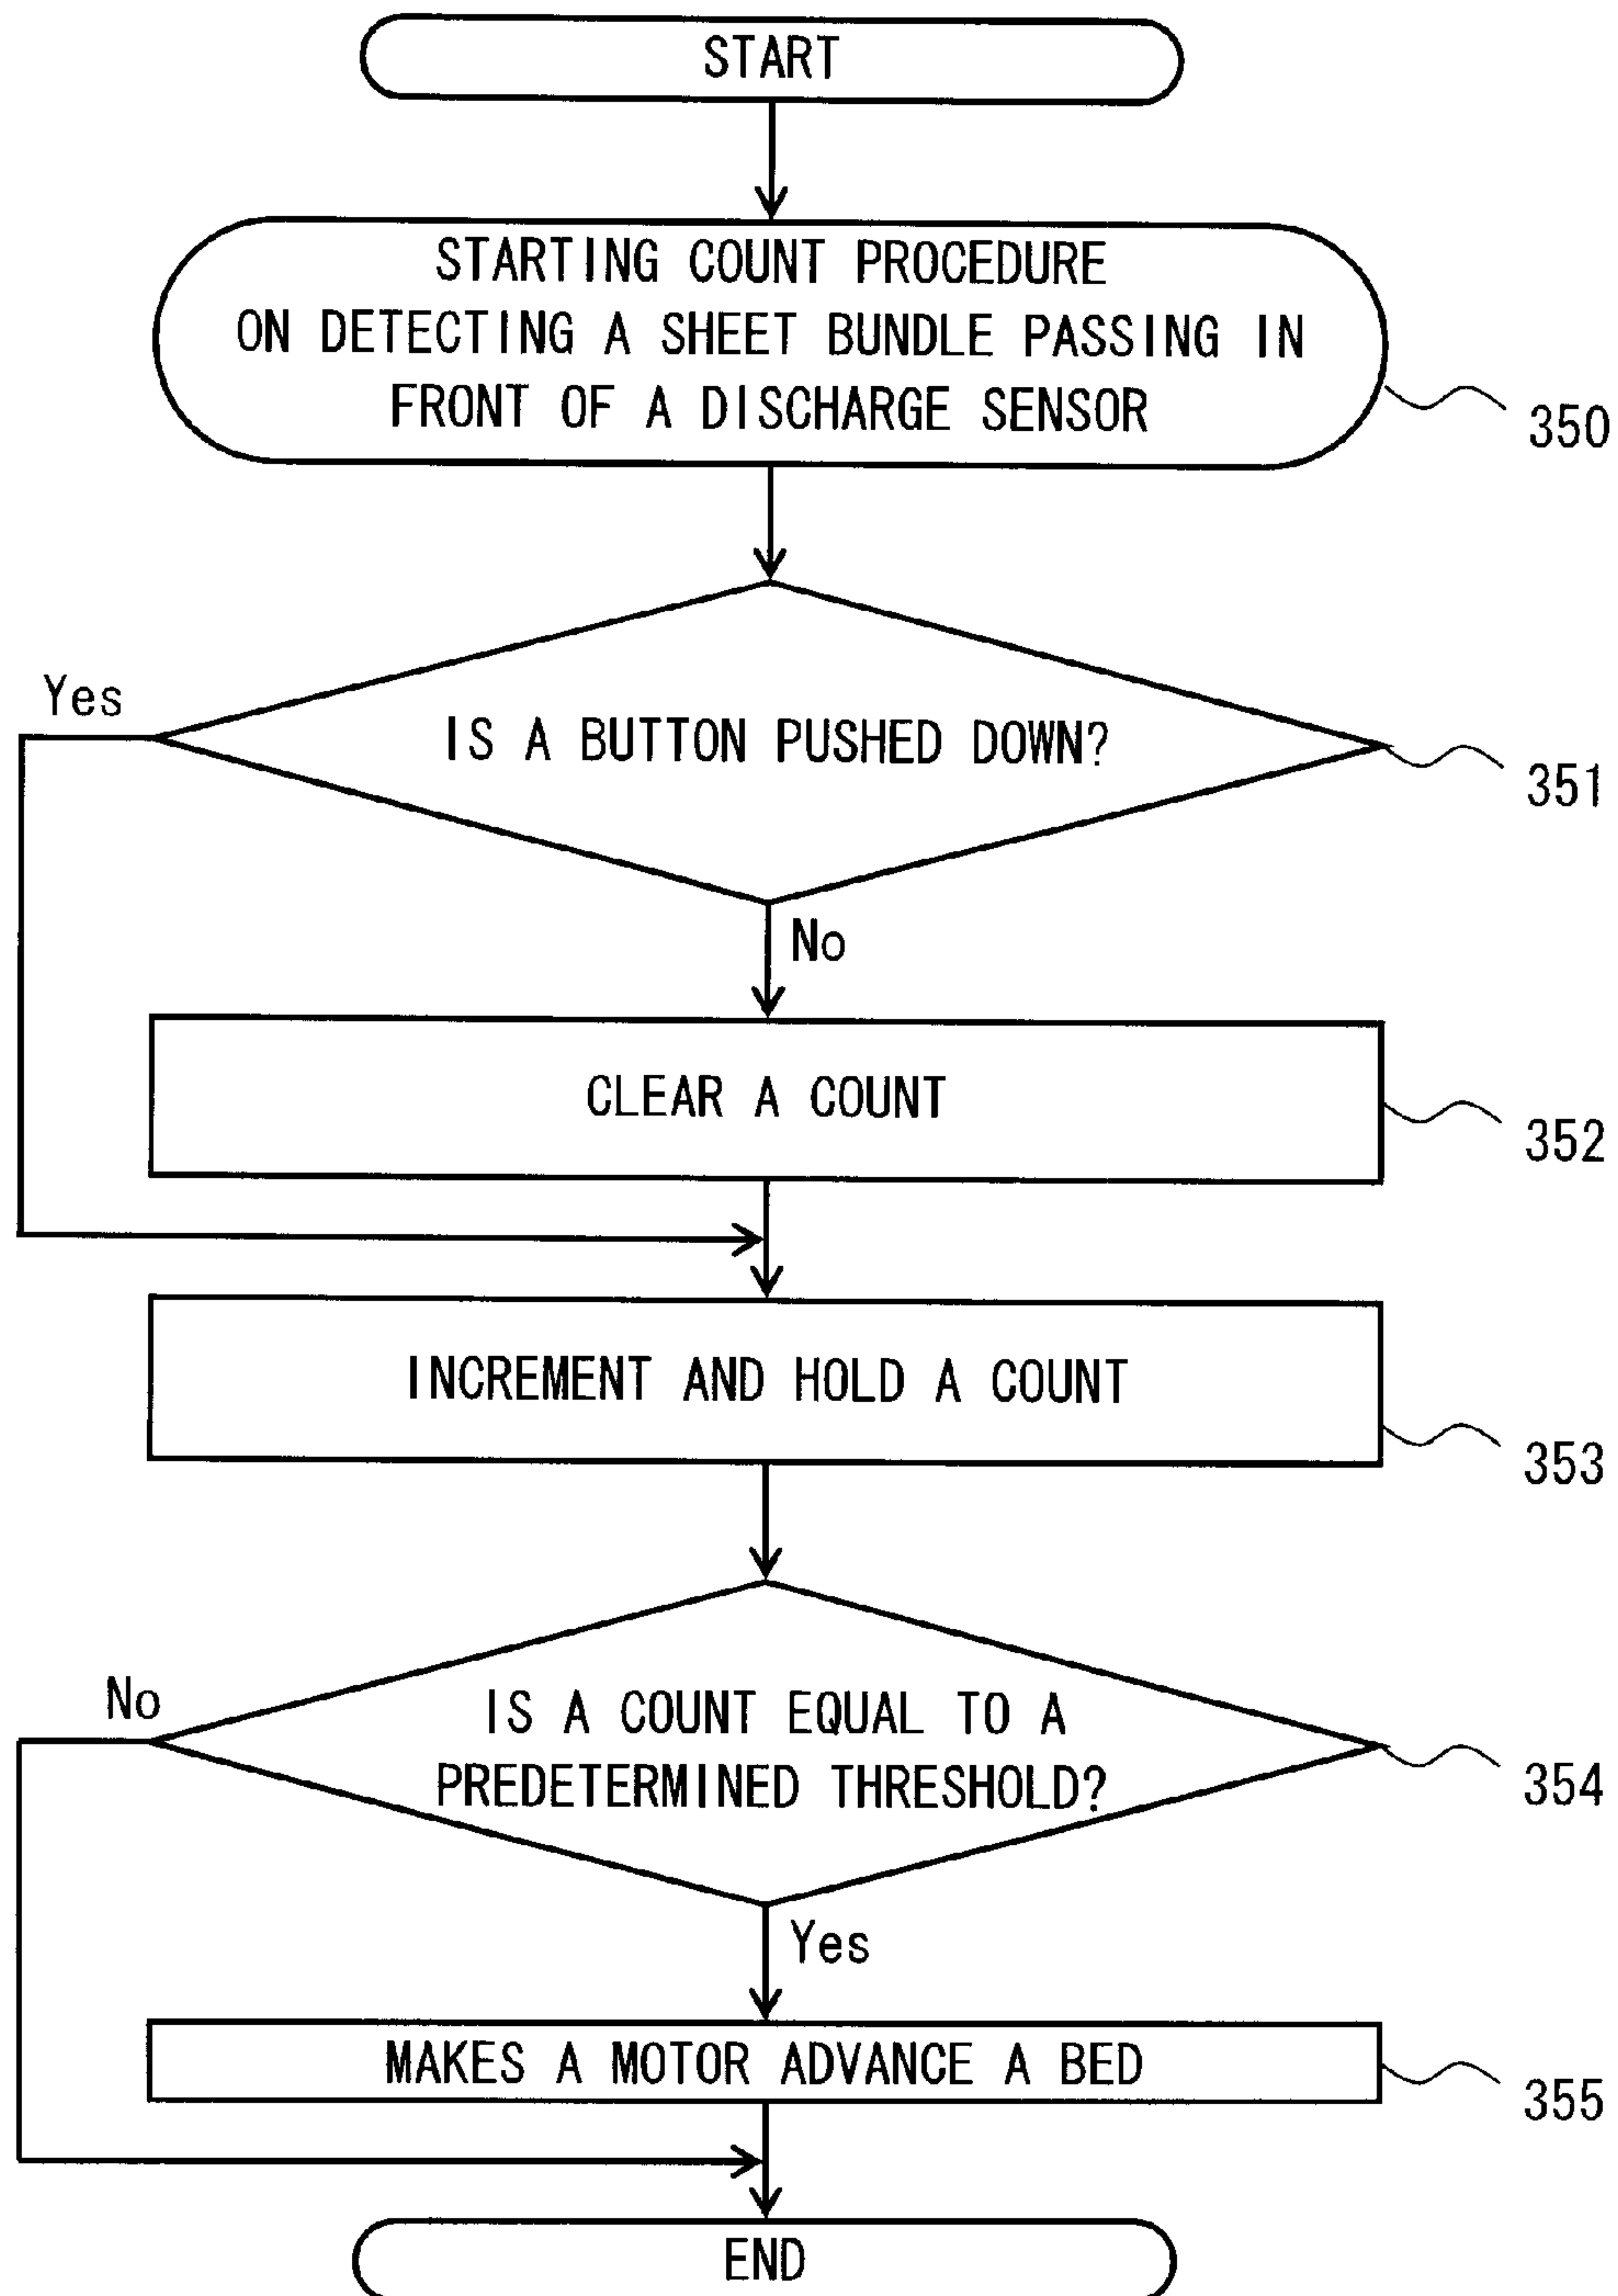 START
STARTING COUNT PROCEDURE
ON DETECTING A SHEET BUNDLE PASSING IN
FRONT OF A DISCHARGE SENSOR
350
Yes
IS A BUTTON PUSHED DOWN?
351
No
CLEAR A COUNT
352
INCREMENT AND HOLD A COUNT
353
No
IS A COUNT EQUAL TO A
PREDETERMINED THRESHOLD?
354
Yes
MAKES A MOTOR ADVANCE A BED
355
END